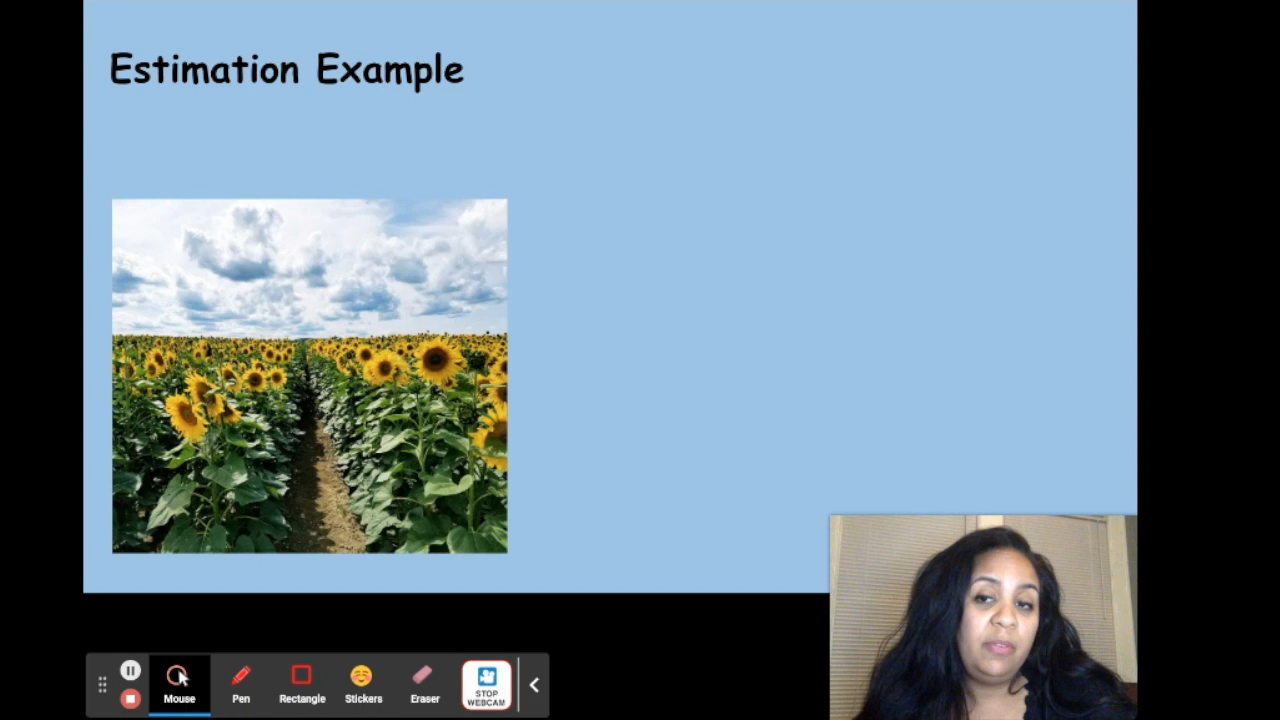 Estimation Example
Mouse
Pen
Rectangle
Stickers
Eraser
STOP
WEBCAM